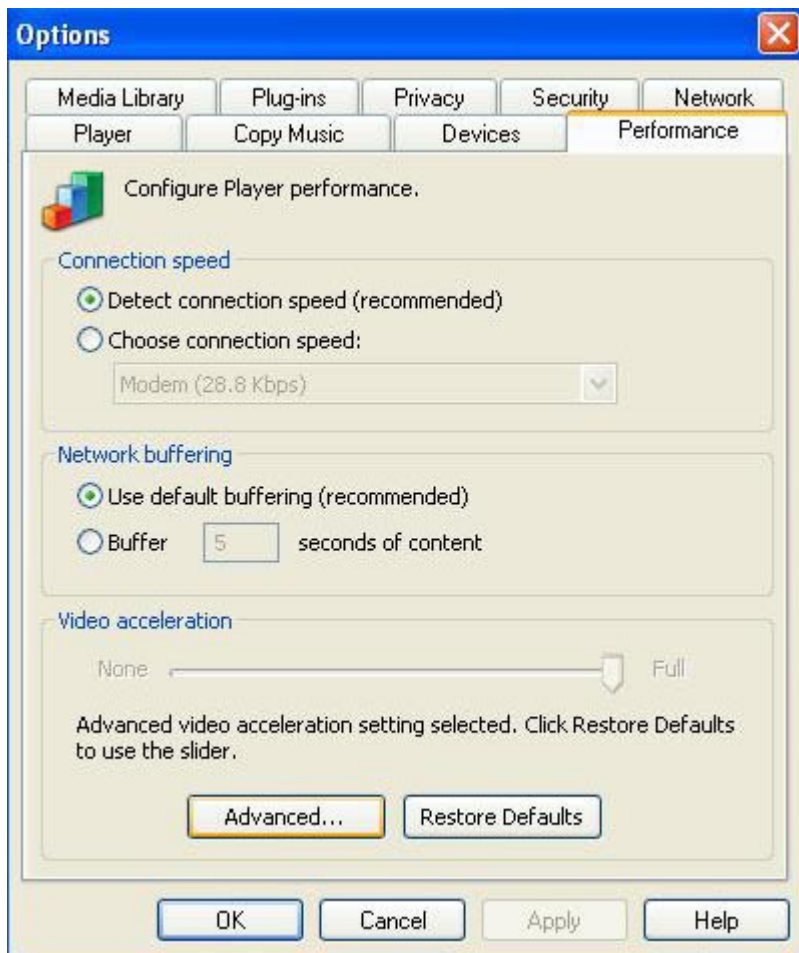 Options
Media Library Plug-ins Privacy Security Network
Player Copy Music Devices Performance
Configure Player performance.
Connection speed
Detect connection speed (recommended)
Choose connection speed:
Modem (28.8 Kbps)
Network buffering
Use default buffering (recommended)
Buffer 5 seconds of content
Video acceleration
None Full
Advanced video acceleration setting selected. Click Restore Defaults
to use the slider.
Advanced... Restore Defaults
OK Cancel Apply Help